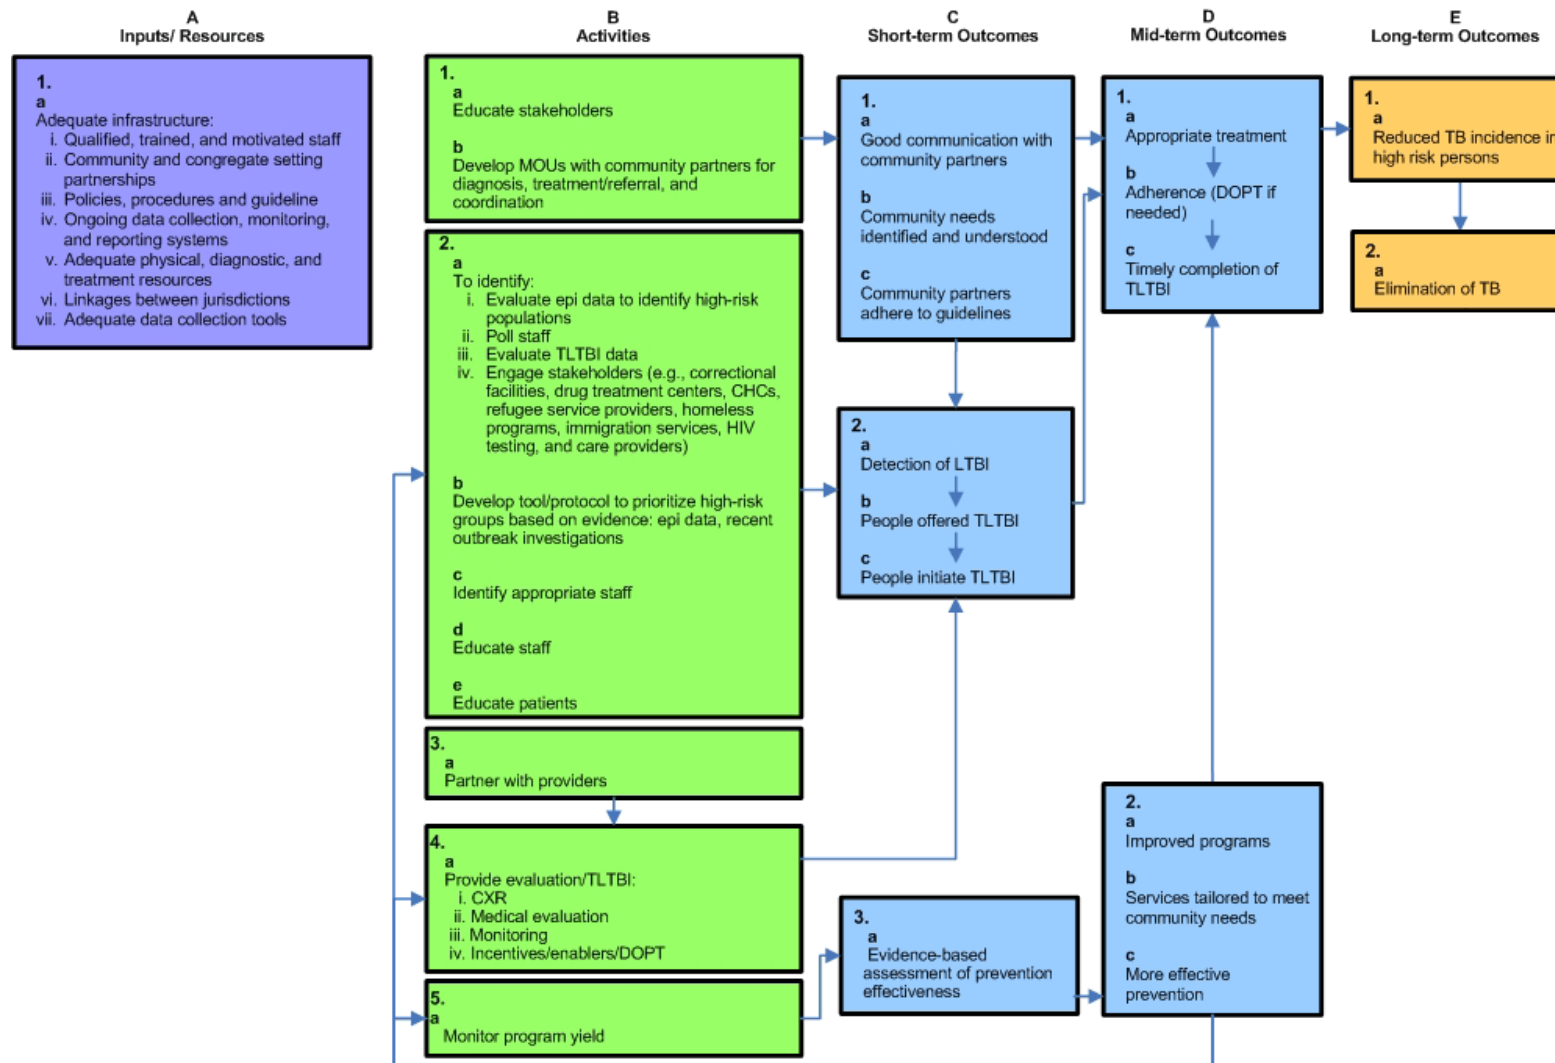 A
Inputs/ Resources
B
Activities
C
Short-term Outcomes
D
Mid-term Outcomes
E
Long-term Outcomes
1.
a
Adequate infrastructure:
i. Qualified, trained, and motivated staff
ii. Community and congregate setting
partnerships
iii. Policies, procedures and guideline
iv. Ongoing data collection, monitoring,
and reporting systems
v. Adequate physical, diagnostic, and
treatment resources
vi. Linkages between jurisdictions
vii. Adequate data collection tools
1.
a
Educate stakeholders
b
Develop MOUs with community partners for
diagnosis, treatment/referral, and
coordination
2.
a
To identify:
i. Evaluate epi data to identify high-risk
populations
ii. Poll staff
iii. Evaluate TLTBI data
iv. Engage stakeholders (e.g., correctional
facilities, drug treatment centers, CHCs,
refugee service providers, homeless
programs, immigration services, HIV
testing, and care providers)
b
Develop tool/protocol to prioritize high-risk
groups based on evidence: epi data, recent
outbreak investigations
c
Identify appropriate staff
d
Educate staff
e
Educate patients
3.
a
Partner with providers
4.
a
Provide evaluation/TLTBI:
i. CXR
ii. Medical evaluation
iii. Monitoring
iv. Incentives/enablers/DOPT
5.
a
Monitor program yield
1.
a
Good communication with
community partners
b
Community needs
identified and understood
c
Community partners
adhere to guidelines
2.
a
Detection of LTBI
b
People offered TLTBI
c
People initiate TLTBI
3.
a
Evidence-based
assessment of prevention
effectiveness
1.
a
Appropriate treatment
b
Adherence (DOPT if
needed)
c
Timely completion of
TLTBI
2.
a
Improved programs
b
Services tailored to meet
community needs
c
More effective
prevention
1.
a
Reduced TB incidence in
high risk persons
2.
a
Elimination of TB